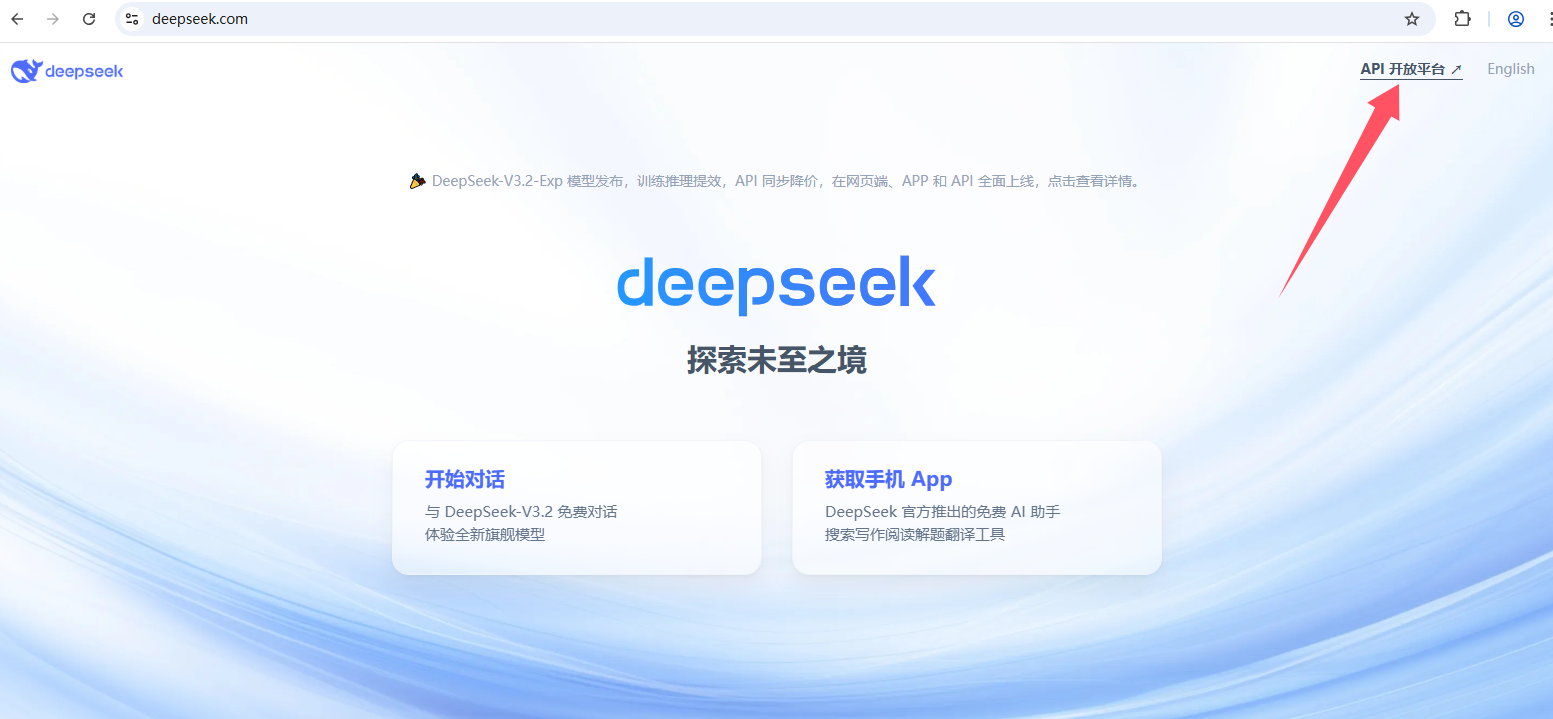 deepseek.com
deepseek
API 开放平台 ↗
English
DeepSeek-V3.2-Exp 模型发布，训练推理提效，API 同步降价，在网页端、APP 和 API 全面上线，点击查看详情。
deepseek
探索未至之境
开始对话
与 DeepSeek-V3.2 免费对话
体验全新旗舰模型
获取手机 App
DeepSeek 官方推出的免费 AI 助手
搜索写作阅读解题翻译工具